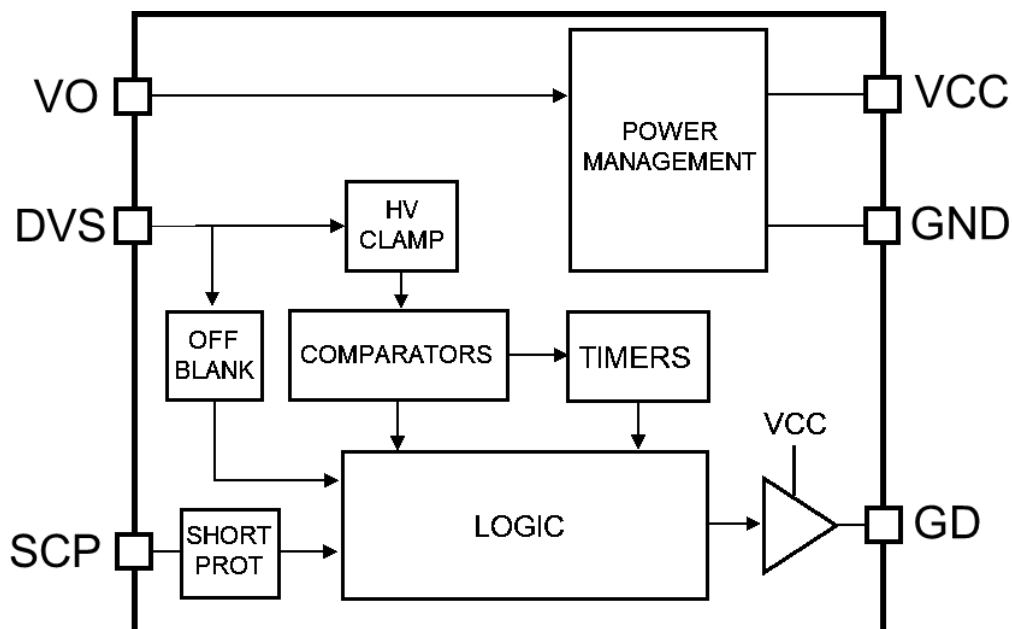 VO
POWER
MANAGEMENT
VCC
DVS
HV
CLAMP
GND
OFF
BLANK
COMPARATORS
TIMERS
VCC
LOGIC
GD
SCP
SHORT
PROT